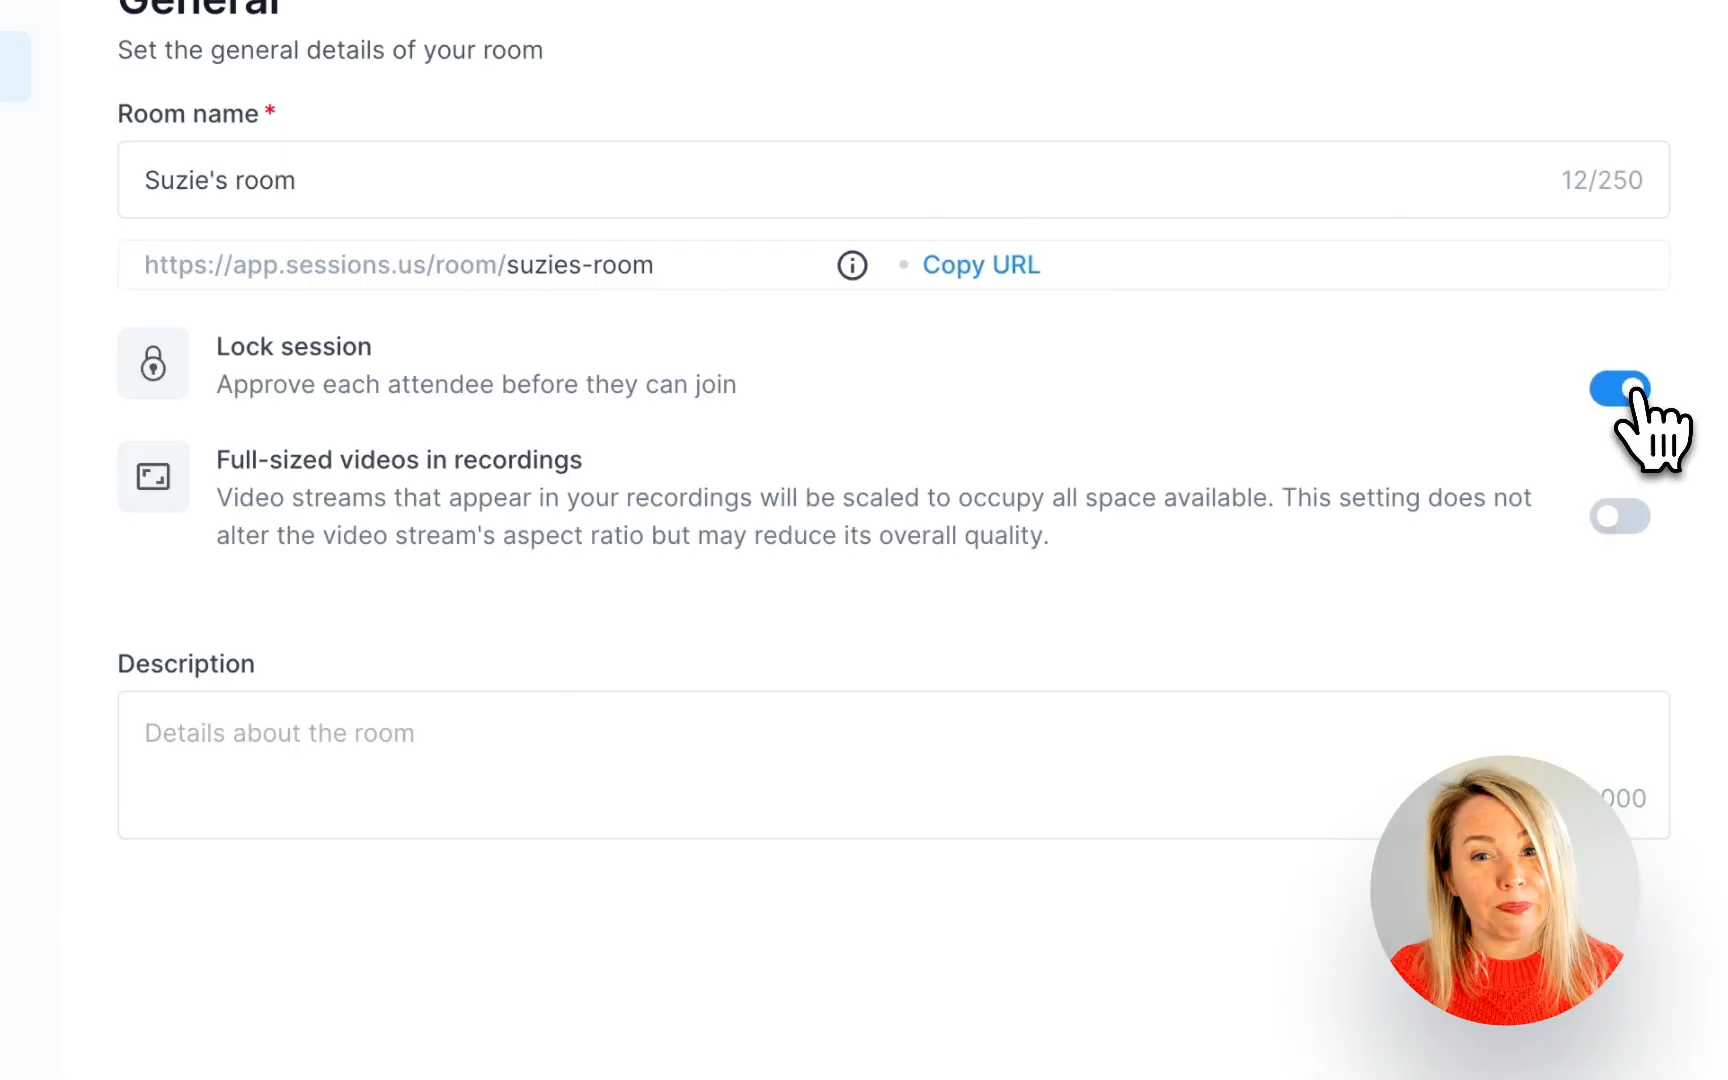 General
Set the general details of your room
Room name *
Suzie's room
12/250
https://app.sessions.us/room/suzies-room
Copy URL
Lock session
Approve each attendee before they can join
Full-sized videos in recordings
Video streams that appear in your recordings will be scaled to occupy all space available. This setting does not
alter the video stream's aspect ratio but may reduce its overall quality.
Description
Details about the room